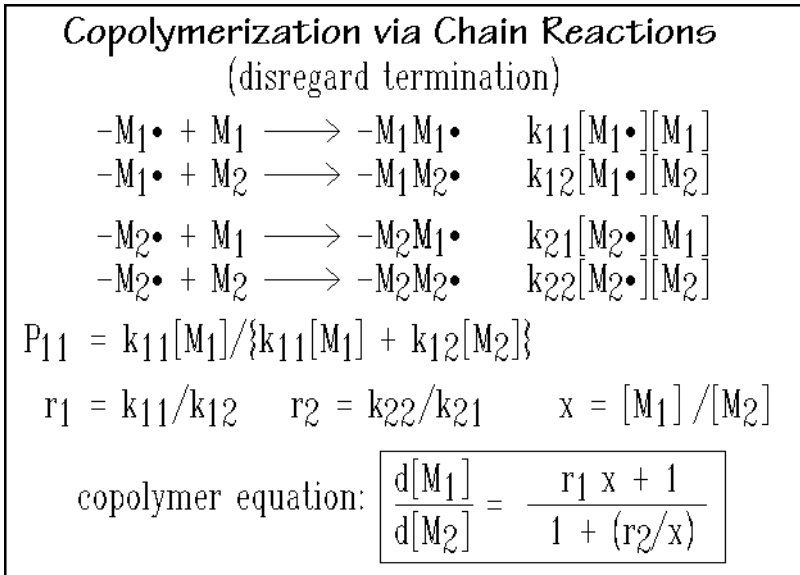 Copolymerization via Chain Reactions
(disregard termination)
-M1• + M1 ⟶ -M1M1• k11[M1•][M1]
-M1• + M2 ⟶ -M1M2• k12[M1•][M2]
-M2• + M1 ⟶ -M2M1• k21[M2•][M1]
-M2• + M2 ⟶ -M2M2• k22[M2•][M2]
P11 = k11[M1]/{k11[M1] + k12[M2]}
r1 = k11/k12 r2 = k22/k21 x = [M1]/[M2]
copolymer equation: d[M1]/d[M2] = (r1 x + 1)/(1 + (r2/x))